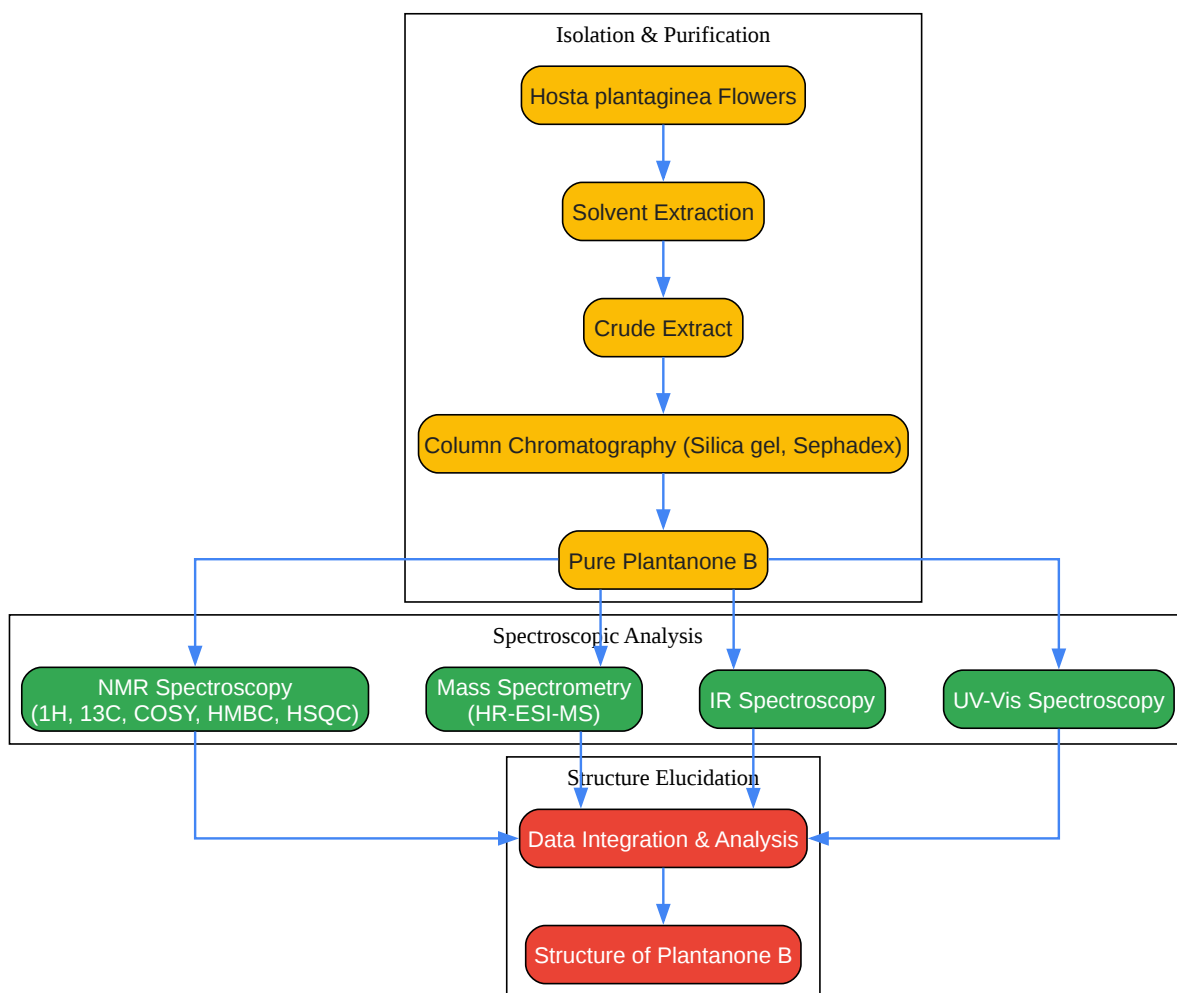 Isolation & Purification
Hosta plantaginea Flowers
Solvent Extraction
Crude Extract
Column Chromatography (Silica gel, Sephadex)
Pure Plantanone B
Spectroscopic Analysis
NMR Spectroscopy
(1H, 13C, COSY, HMBC, HSQC)
Mass Spectrometry
(HR-ESI-MS)
IR Spectroscopy
UV-Vis Spectroscopy
Structure Elucidation
Data Integration & Analysis
Structure of Plantanone B